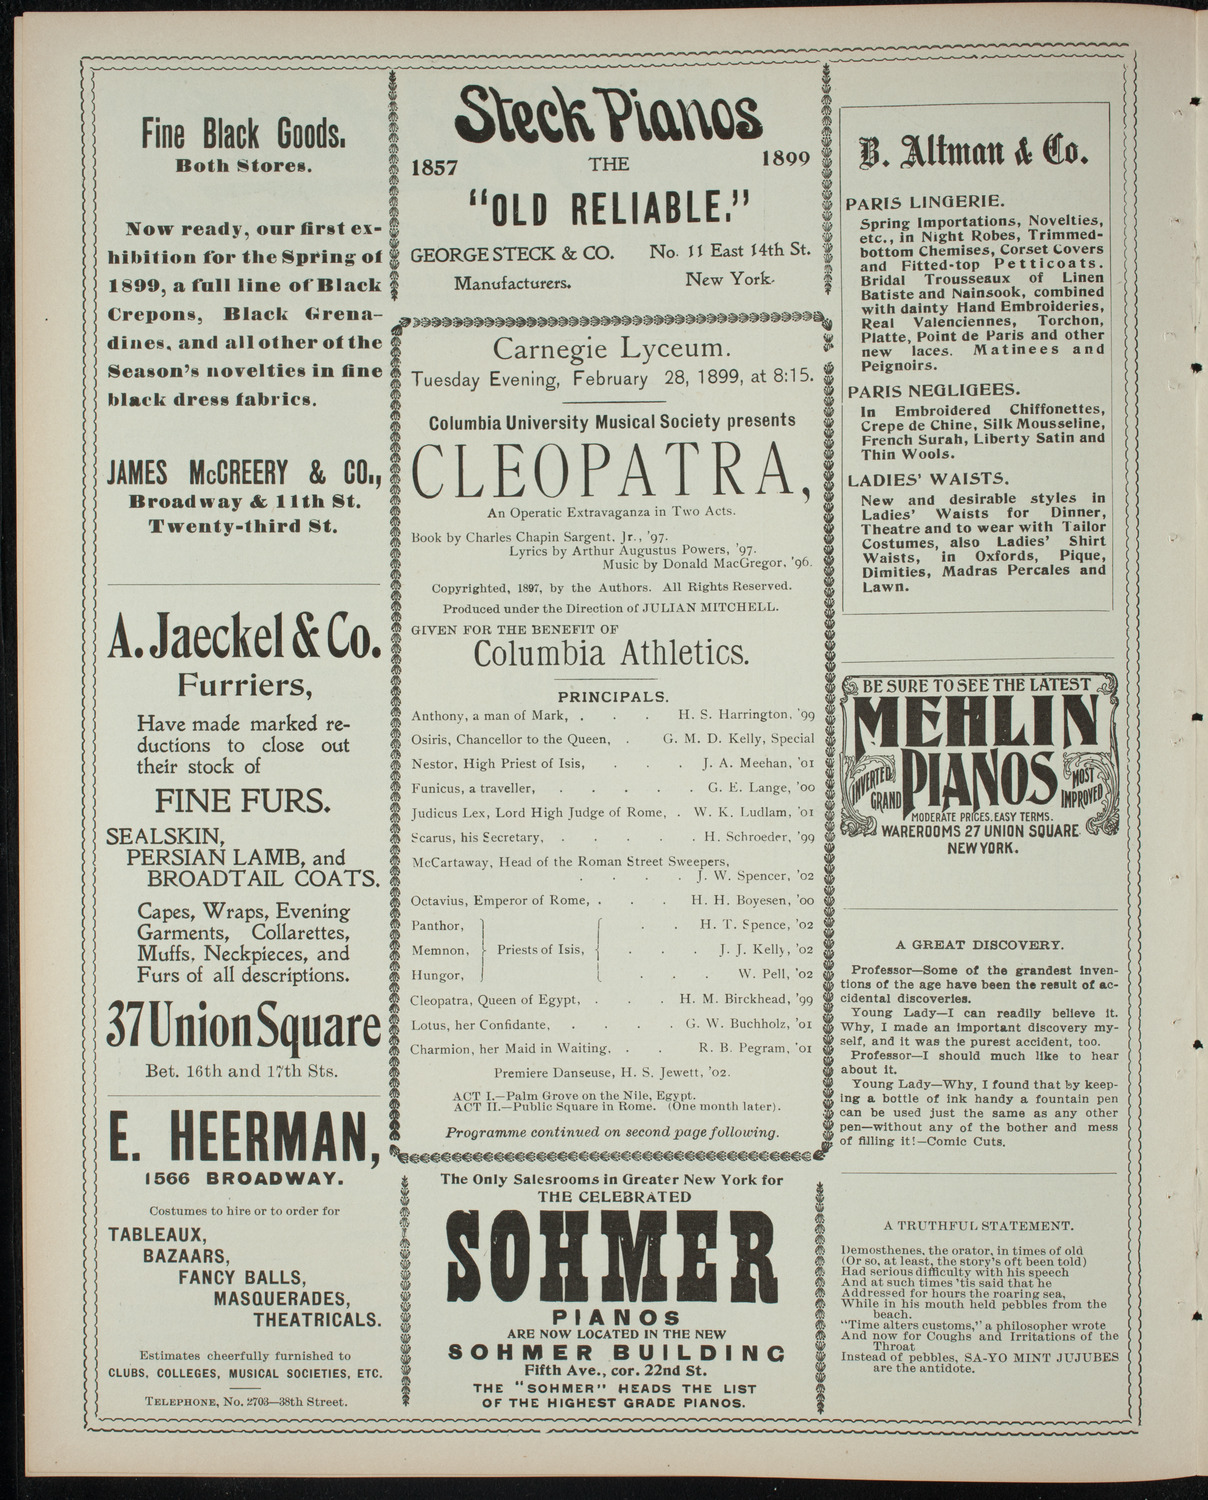 Fine Black Goods.
Both Stores.
Now ready, our first ex-
hibition for the Spring of
1899, a full line of Black
Crepons, Black Grena-
dines, and all other of the
Season's novelties in fine
black dress fabrics.
JAMES McCREERY & CO.,
Broadway & 11th St.
Twenty-third St.
A. Jaeckel & Co.
Furriers,
Have made marked re-
ductions to close out
their stock of
FINE FURS.
SEALSKIN,
PERSIAN LAMB, and
BROADTAIL COATS.
Capes, Wraps, Evening
Garments, Collarettes,
Muffs, Neckpieces, and
Furs of all descriptions.
37 Union Square
Bet. 16th and 17th Sts.
E. HEERMAN,
1566 BROADWAY.
Costumes to hire or to order for
TABLEAUX,
BAZAARS,
FANCY BALLS,
MASQUERADES,
THEATRICALS.
Estimates cheerfully furnished to
CLUBS, COLLEGES, MUSICAL SOCIETIES, ETC.
TELEPHONE, No. 2703—38th Street.
Steck Pianos
1857 THE 1899
"OLD RELIABLE."
GEORGE STECK & CO. No. 11 East 14th St.
Manufacturers. New York.
Carnegie Lyceum.
Tuesday Evening, February 28, 1899, at 8:15.
Columbia University Musical Society presents
CLEOPATRA,
An Operatic Extravaganza in Two Acts.
Book by Charles Chapin Sargent, Jr., '97.
Lyrics by Arthur Augustus Powers, '97.
Music by Donald MacGregor, '96.
Copyrighted, 1897, by the Authors. All Rights Reserved.
Produced under the Direction of JULIAN MITCHELL.
GIVEN FOR THE BENEFIT OF
Columbia Athletics.
PRINCIPALS.
Anthony, a man of Mark, . . . H. S. Harrington, '99
Osiris, Chancellor to the Queen, . G. M. D. Kelly, Special
Nestor, High Priest of Isis, . . . J. A. Meehan, '01
Funicus, a traveller, . . . . . G. E. Lange, '00
Judicus Lex, Lord High Judge of Rome, . W. K. Ludlam, '01
Scarus, his Secretary, . . . . . H. Schroeder, '99
McCartaway, Head of the Roman Street Sweepers,
. . . . J. W. Spencer, '02
Octavius, Emperor of Rome, . . . H. H. Boyesen, '00
Panthor, . . H. T. Spence, '02
Memnon, Priests of Isis, . . . J. J. Kelly, '02
Hungor, . . . W. Pell, '02
Cleopatra, Queen of Egypt, . . . H. M. Birckhead, '99
Lotus, her Confidante, . . . . G. W. Buchholz, '01
Charmion, her Maid in Waiting. . . R. B. Pegram, '01
Premiere Danseuse, H. S. Jewett, '02.
ACT I.—Palm Grove on the Nile, Egypt.
ACT II.—Public Square in Rome. (One month later).
Programme continued on second page following.
The Only Salesrooms in Greater New York for
THE CELEBRATED
SOHMER
PIANOS
ARE NOW LOCATED IN THE NEW
SOHMER BUILDING
Fifth Ave., cor. 22nd St.
THE "SOHMER" HEADS THE LIST
OF THE HIGHEST GRADE PIANOS.
B. Altman & Co.
PARIS LINGERIE.
Spring Importations, Novelties,
etc., in Night Robes, Trimmed-
bottom Chemises, Corset Covers
and Fitted-top Petticoats.
Bridal Trousseaux of Linen
Batiste and Nainsook, combined
with dainty Hand Embroideries,
Real Valenciennes, Torchon,
Platte, Point de Paris and other
new laces. Matinees and
Peignoirs.
PARIS NEGLIGEES.
In Embroidered Chiffonettes,
Crepe de Chine, Silk Mousseline,
French Surah, Liberty Satin and
Thin Wools.
LADIES' WAISTS.
New and desirable styles in
Ladies' Waists for Dinner,
Theatre and to wear with Tailor
Costumes, also Ladies' Shirt
Waists, in Oxfords, Pique,
Dimities, Madras Percales and
Lawn.
BE SURE TO SEE THE LATEST
MEHLIN
INVERTED GRAND PIANOS MOST IMPROVED
MODERATE PRICES. EASY TERMS.
WAREROOMS 27 UNION SQUARE
NEW YORK.
A GREAT DISCOVERY.
Professor—Some of the grandest inven-
tions of the age have been the result of ac-
cidental discoveries.
Young Lady—I can readily believe it.
Why, I made an important discovery my-
self, and it was the purest accident, too.
Professor—I should much like to hear
about it.
Young Lady—Why, I found that by keep-
ing a bottle of ink handy a fountain pen
can be used just the same as any other
pen—without any of the bother and mess
of filling it!—Comic Cuts.
A TRUTHFUL STATEMENT.
Demosthenes, the orator, in times of old
(Or so, at least, the story's oft been told)
Had serious difficulty with his speech
And at such times 'tis said that he
Addressed for hours the roaring sea,
While in his mouth held pebbles from the
beach.
"Time alters customs," a philosopher wrote
And now for Coughs and Irritations of the
Throat
Instead of pebbles, SA-YO MINT JUJUBES
are the antidote.